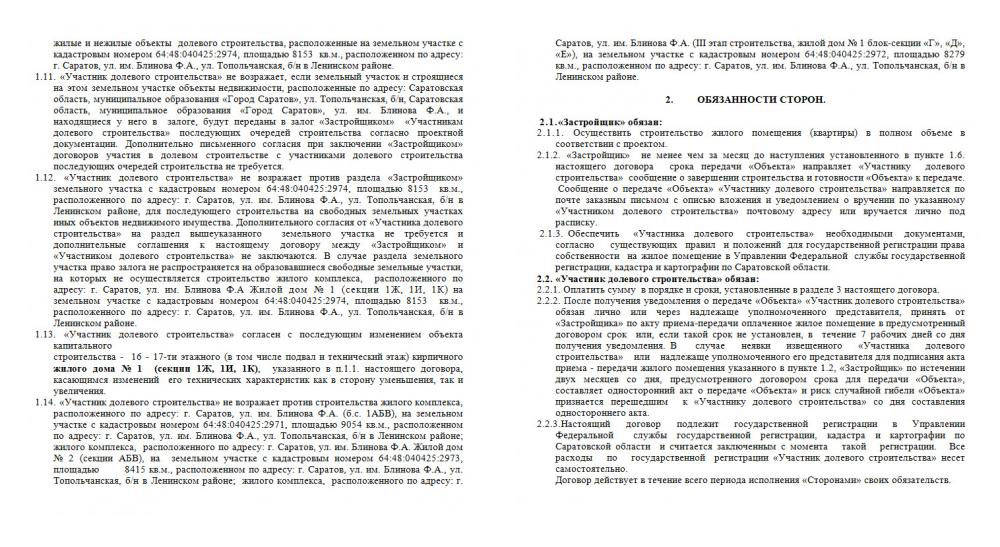 жилые и нежилые объекты долевого строительства, расположенные на земельном участке с
кадастровым номером 64:48:040425:2974, площадью 8153 кв.м., расположенном по адресу:
г. Саратов, ул. им. Блинова Ф.А., ул. Топольчанская, б/н в Ленинском районе.
1.11. «Участник долевого строительства» не возражает, если земельный участок и строящиеся
на этом земельном участке объекты недвижимости, расположенные по адресу: Саратовская
область, муниципальное образования «Город Саратов», ул. Топольчанская, б/н, Саратовская
область, муниципальное образования «Город Саратов», ул. им. Блинова Ф.А., и
находящиеся у него в залоге, будут переданы в залог «Застройщиком» «Участникам
долевого строительства» последующих очередей строительства согласно проектной
документации. Дополнительно письменного согласия при заключении «Застройщиком»
договоров участия в долевом строительстве с участниками долевого строительства
последующих очередей строительства не требуется.
1.12. «Участник долевого строительства» не возражает против раздела «Застройщиком»
земельного участка с кадастровым номером 64:48:040425:2974, площадью 8153 кв.м.,
расположенного по адресу: г. Саратов, ул. им. Блинова Ф.А., ул. Топольчанская, б/н в
Ленинском районе, для последующего строительства на свободных земельных участках
иных объектов недвижимого имущества. Дополнительного согласия от «Участника долевого
строительства» на раздел вышеуказанного земельного участка не требуется и
дополнительные соглашения к настоящему договору между «Застройщиком» и
«Участником долевого строительства» не заключаются. В случае раздела земельного
участка право залога не распространяется на образовавшиеся свободные земельные участки,
на которых не осуществляется строительство жилого комплекса, расположенного по
адресу: г. Саратов, ул. им. Блинова Ф.А Жилой дом № 1 (секции 1Ж, 1И, 1К) на
земельном участке с кадастровым номером 64:48:040425:2974, площадью 8153 кв.м.,
расположенного по адресу: г. Саратов, ул. им. Блинова Ф.А., ул. Топольчанская, б/н в
Ленинском районе.
1.13. «Участник долевого строительства» согласен с последующим изменением объекта
капитального
строительства - 16 - 17-ти этажного (в том числе подвал и технический этаж) кирпичного
жилого дома № 1 (секции 1Ж, 1И, 1К), указанного в п.1.1. настоящего договора,
касающимся изменений его технических характеристик как в сторону уменьшения, так и
увеличения.
1.14. «Участник долевого строительства» не возражает против строительства жилого комплекса,
расположенного по адресу: г. Саратов, ул. им. Блинова Ф.А. (б.с. 1АБВ), на земельном
участке с кадастровым номером 64:48:040425:2971, площадью 9054 кв.м., расположенном
по адресу: г. Саратов, ул. им. Блинова Ф.А., ул. Топольчанская, б/н в Ленинском районе;
жилого комплекса, расположенного по адресу: г. Саратов, ул. им. Блинова Ф.А. Жилой дом
№ 2 (секции АБВ), на земельном участке с кадастровым номером 64:48:040425:2973,
площадью 8415 кв.м., расположенном по адресу: г. Саратов, ул. им. Блинова Ф.А., ул.
Топольчанская, б/н в Ленинском районе; жилого комплекса, расположенного по адресу: г.
Саратов, ул. им. Блинова Ф.А. (III этап строительства, жилой дом № 1 блок-секции «Г», «Д»,
«Е»), на земельном участке с кадастровым номером 64:48:040425:2972, площадью 8279
кв.м., расположенном по адресу: г. Саратов, ул. им. Блинова Ф.А., ул. Топольчанская, б/н в
Ленинском районе.
2. ОБЯЗАННОСТИ СТОРОН.
2.1.«Застройщик» обязан:
2.1.1. Осуществить строительство жилого помещения (квартиры) в полном объеме в
соответствии с проектом.
2.1.2. «Застройщик» не менее чем за месяц до наступления установленного в пункте 1.6.
настоящего договора срока передачи «Объекта» направляет «Участнику долевого
строительства» сообщение о завершении строительства и готовности «Объекта» к передаче.
Сообщение о передаче «Объекта» «Участнику долевого строительства» направляется по
почте заказным письмом с описью вложения и уведомлением о вручении по указанному
«Участником долевого строительства» почтовому адресу или вручается лично под
расписку.
2.1.3. Обеспечить «Участника долевого строительства» необходимыми документами,
согласно существующих правил и положений для государственной регистрации права
собственности на жилое помещение в Управлении Федеральной службы государственной
регистрации, кадастра и картографии по Саратовской области.
2.2. «Участник долевого строительства» обязан:
2.2.1. Оплатить сумму в порядке и сроки, установленные в разделе 3 настоящего договора.
2.2.2. После получения уведомления о передаче «Объекта» «Участник долевого строительства»
обязан лично или через надлежаще уполномоченного представителя, принять от
«Застройщика» по акту приема-передачи оплаченное жилое помещение в предусмотренный
договором срок или, если такой срок не установлен, в течение 7 рабочих дней со дня
получения уведомления. В случае неявки извещенного «Участника долевого
строительства» или надлежаще уполномоченного его представителя для подписания акта
приема - передачи жилого помещения указанного в пункте 1.2, «Застройщик» по истечении
двух месяцев со дня, предусмотренного договором срока для передачи «Объекта»,
составляет односторонний акт о передаче «Объекта» и риск случайной гибели «Объекта»
признается перешедшим к «Участнику долевого строительства» со дня составления
одностороннего акта.
2.2.3.Настоящий договор подлежит государственной регистрации в Управлении
Федеральной службы государственной регистрации, кадастра и картографии по
Саратовской области и считается заключенным с момента такой регистрации. Все
расходы по государственной регистрации «Участник долевого строительства» несет
самостоятельно.
Договор действует в течение всего периода исполнения «Сторонами» своих обязательств.